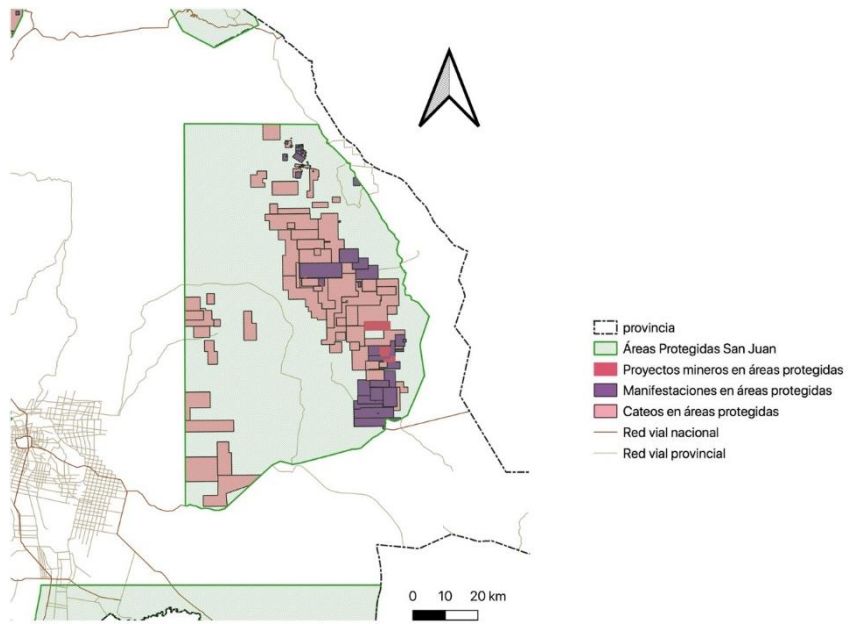 provincia
Áreas Protegidas San Juan
Proyectos mineros en áreas protegidas
Manifestaciones en áreas protegidas
Cateos en áreas protegidas
Red vial nacional
Red vial provincial
0 10 20 km